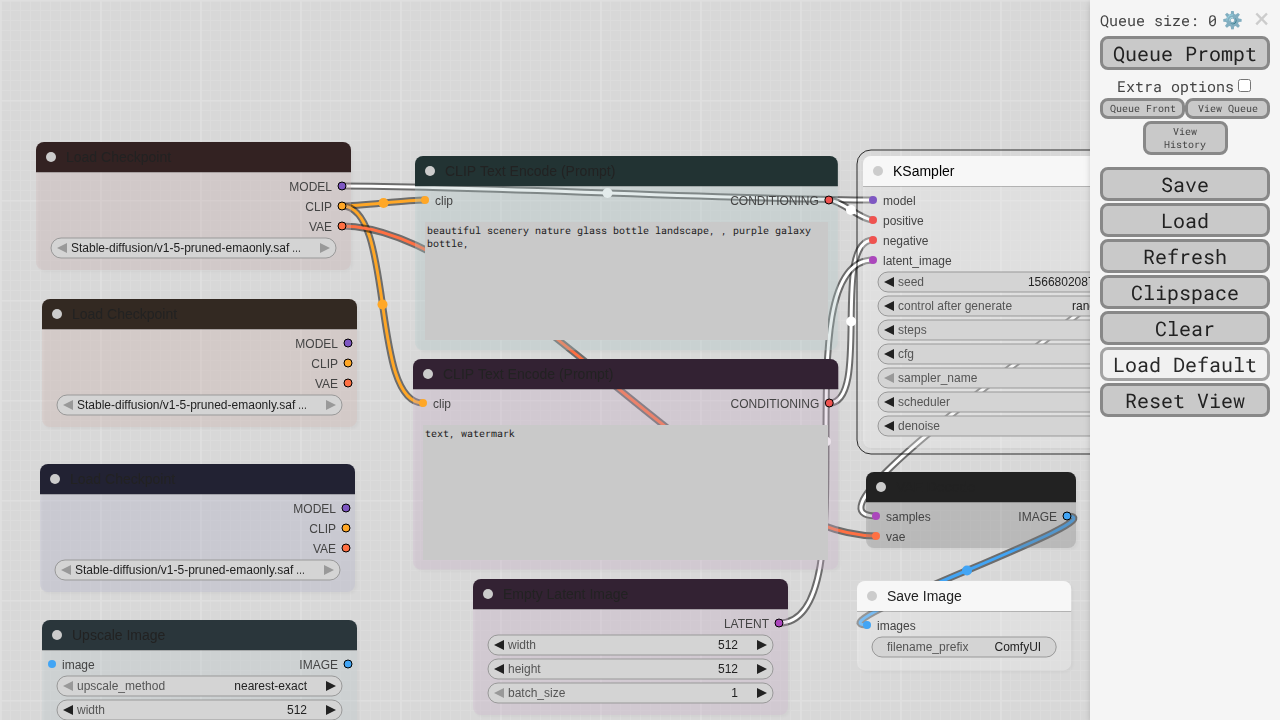 Queue size: 0
Queue Prompt
Extra options
Queue Front
View Queue
View
History
Save
Load
Refresh
Clipspace
Clear
Load Default
Reset View
Load Checkpoint
MODEL
CLIP
VAE
Stable-diffusion/v1-5-pruned-emaonly.saf ...
Load Checkpoint
MODEL
CLIP
VAE
Stable-diffusion/v1-5-pruned-emaonly.saf ...
Load Checkpoint
MODEL
CLIP
VAE
Stable-diffusion/v1-5-pruned-emaonly.saf ...
Upscale Image
image IMAGE
upscale_method nearest-exact
width 512
CLIP Text Encode (Prompt)
clip CONDITIONING
beautiful scenery nature glass bottle landscape, , purple galaxy
bottle,
CLIP Text Encode (Prompt)
clip CONDITIONING
text, watermark
Empty Latent Image
LATENT
width 512
height 512
batch_size 1
KSampler
model
positive
negative
latent_image
seed 156680208
control after generate ran
steps
cfg
sampler_name
scheduler
denoise
samples IMAGE
vae
Save Image
images
filename_prefix ComfyUI